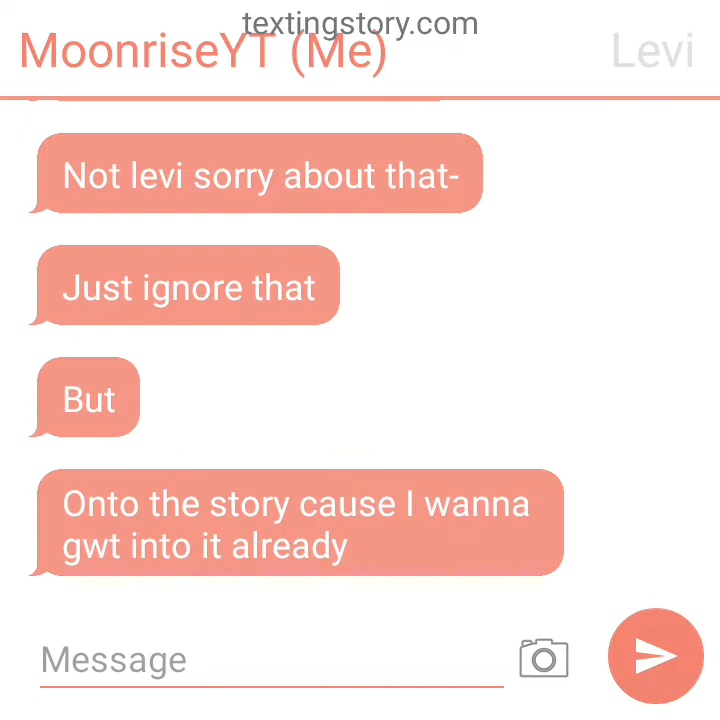 textingstory.com
MoonriseYT (Me)
Levi
Not levi sorry about that-
Just ignore that
But
Onto the story cause I wanna
gwt into it already
Message